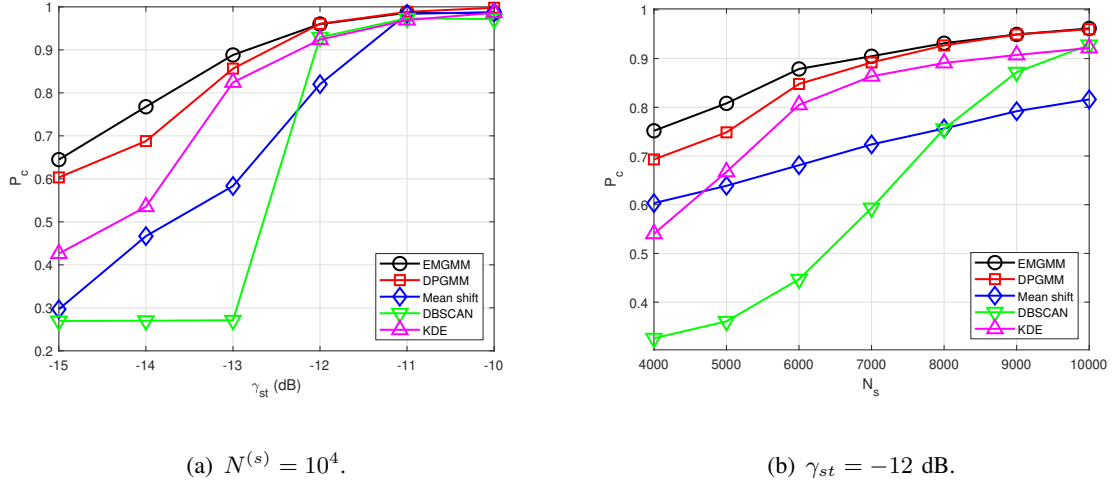 1
0.9
0.8
0.7
0.6
0.5
0.4
0.3
0.2
P_c
-15 -14 -13 -12 -11 -10
γ_st (dB)
EMGMM
DPGMM
Mean shift
DBSCAN
KDE
(a) N^(s) = 10^4.
1
0.9
0.8
0.7
0.6
0.5
0.4
P_c
4000 5000 6000 7000 8000 9000 10000
N_s
EMGMM
DPGMM
Mean shift
DBSCAN
KDE
(b) γ_st = −12 dB.